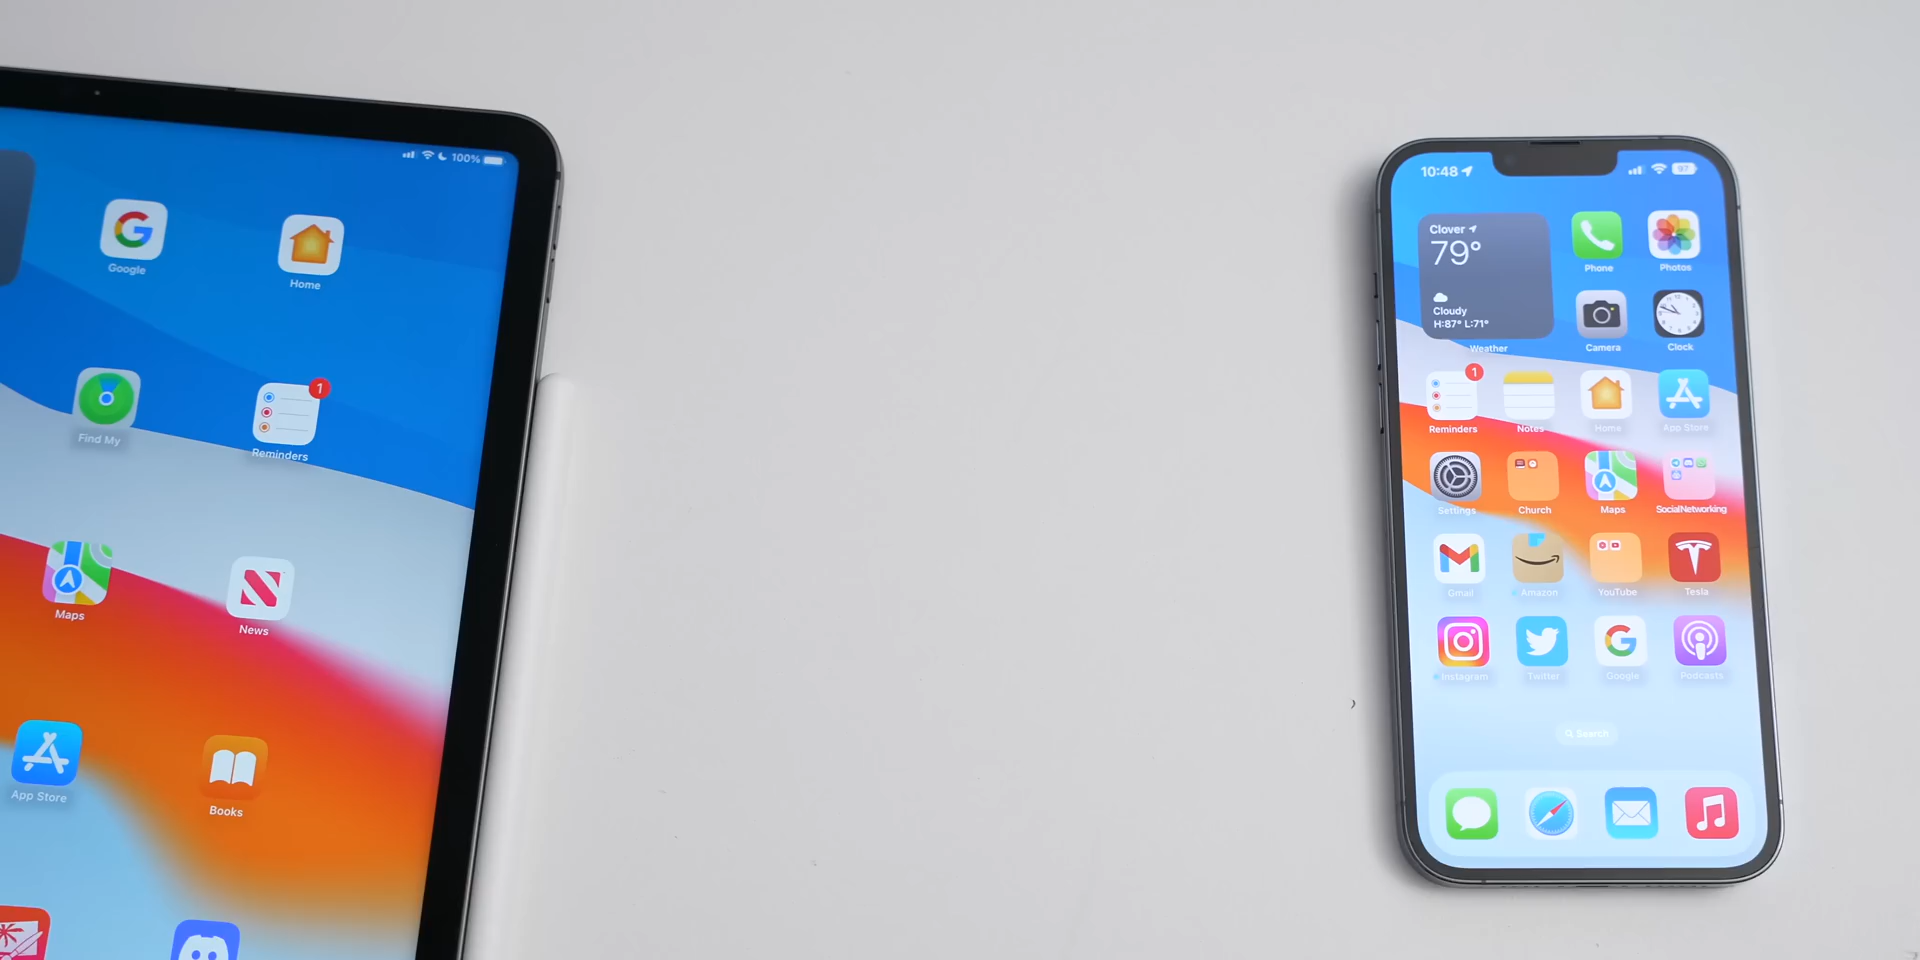 100%
Google
Home
Find My
1
Reminders
Maps
News
App Store
Books
10:48
97
Clover
79°
Cloudy
H:87° L:71°
Weather
Phone
Photos
Camera
Clock
1
Reminders
Notes
Home
App Store
Settings
Church
Maps
SocialNetworking
Gmail
Amazon
YouTube
Tesla
Instagram
Twitter
Google
Podcasts
Search